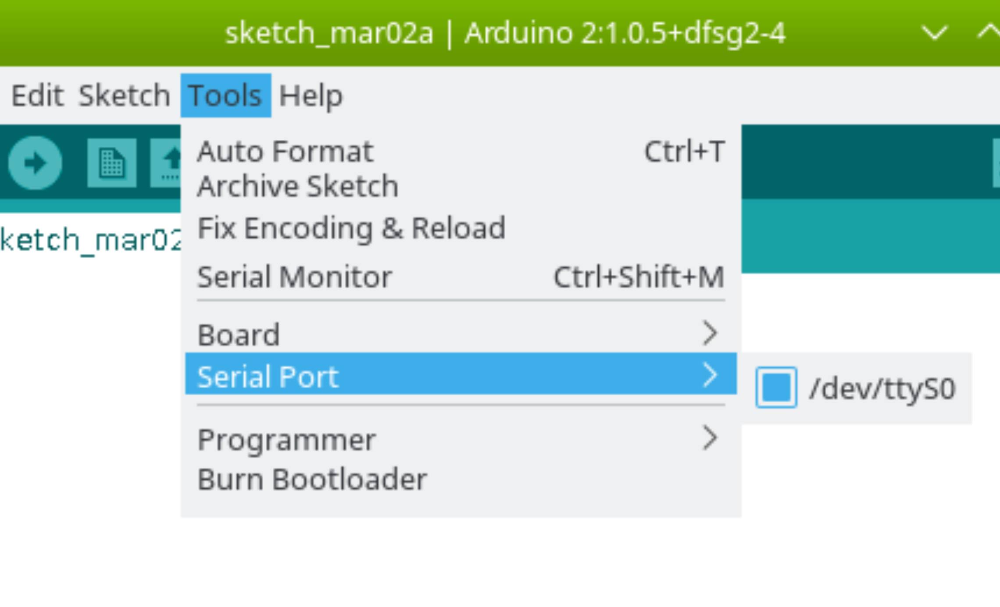 sketch_mar02a | Arduino 2:1.0.5+dfsg2-4
Edit Sketch Tools Help
Auto Format Ctrl+T
Archive Sketch
Fix Encoding & Reload
ketch_mar02
Serial Monitor Ctrl+Shift+M
Board
Serial Port
/dev/ttyS0
Programmer
Burn Bootloader